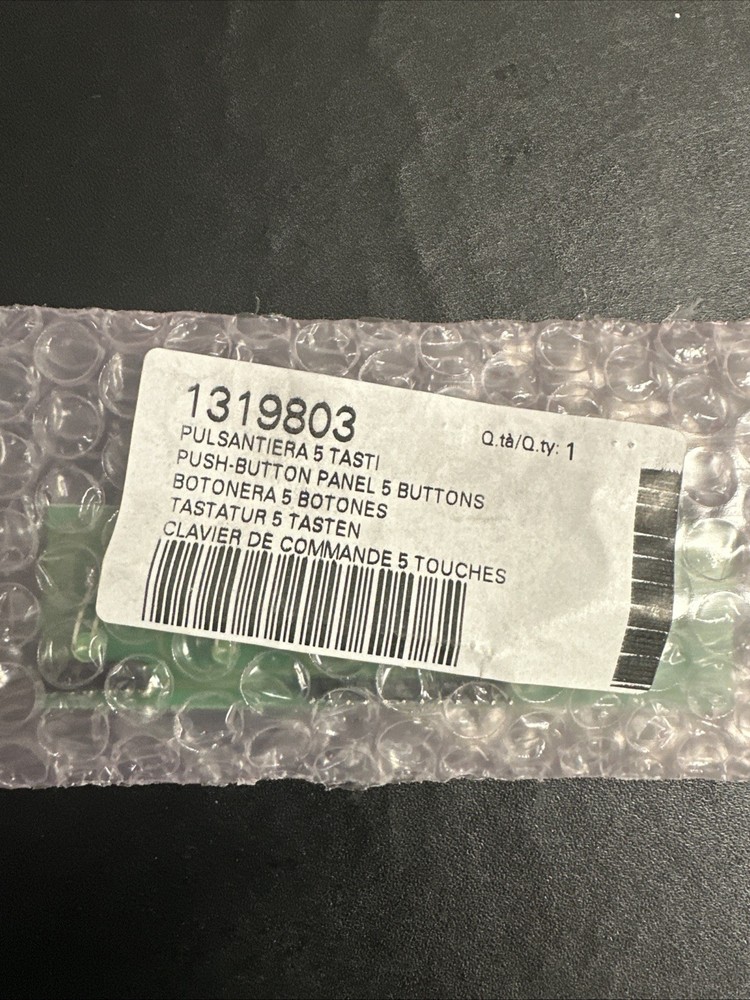 1319803
Q.tà/Q.ty: 1
PULSANTIERA 5 TASTI
PUSH-BUTTON PANEL 5 BUTTONS
BOTONERA 5 BOTONES
TASTATUR 5 TASTEN
CLAVIER DE COMMANDE 5 TOUCHES